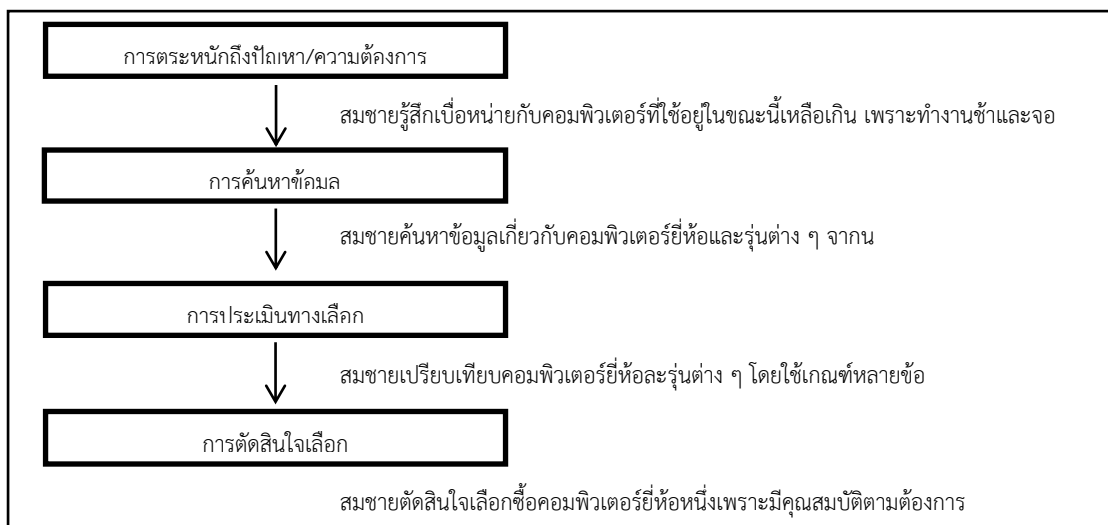 การตระหนักถึงปัญหา/ความต้องการ
สมชายรู้สึกเบื่อหน่ายกับคอมพิวเตอร์ที่ใช้อยู่ในขณะนี้เหลือเกิน เพราะทำงานช้าและจอ
การค้นหาข้อมล
สมชายค้นหาข้อมูลเกี่ยวกับคอมพิวเตอร์ยี่ห้อและรุ่นต่าง ๆ จากน
การประเมินทางเลือก
สมชายเปรียบเทียบคอมพิวเตอร์ยี่ห้อละรุ่นต่าง ๆ โดยใช้เกณฑ์หลายข้อ
การตัดสินใจเลือก
สมชายตัดสินใจเลือกซื้อคอมพิวเตอร์ยี่ห้อหนึ่งเพราะมีคุณสมบัติตามต้องการ